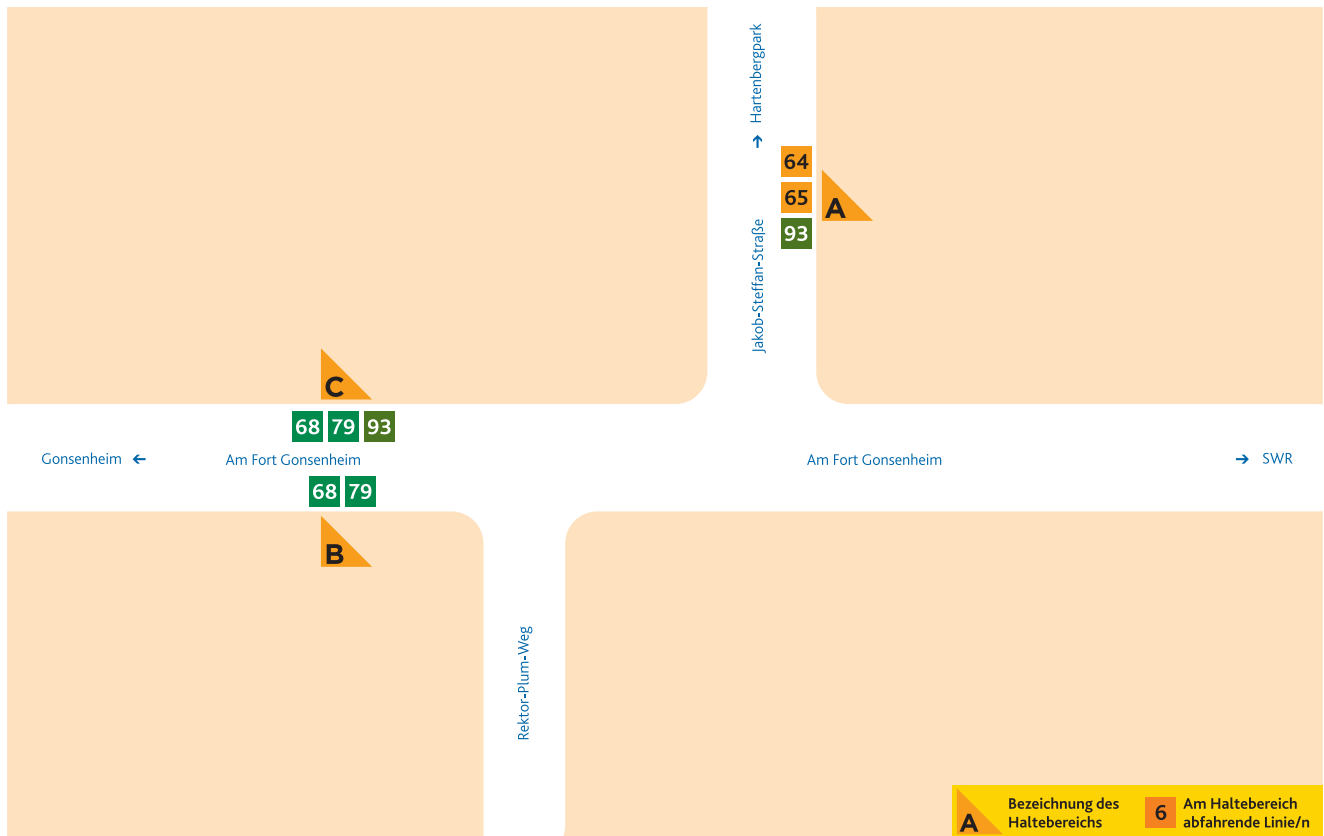 Hartenbergpark
64
65
A
93
Jakob-Steffan-Straße
C
68 79 93
Gonsenheim
Am Fort Gonsenheim
Am Fort Gonsenheim
SWR
68 79
B
Rektor-Plum-Weg
A
Bezeichnung des
Haltebereichs
6
Am Haltebereich
abfahrende Linie/n